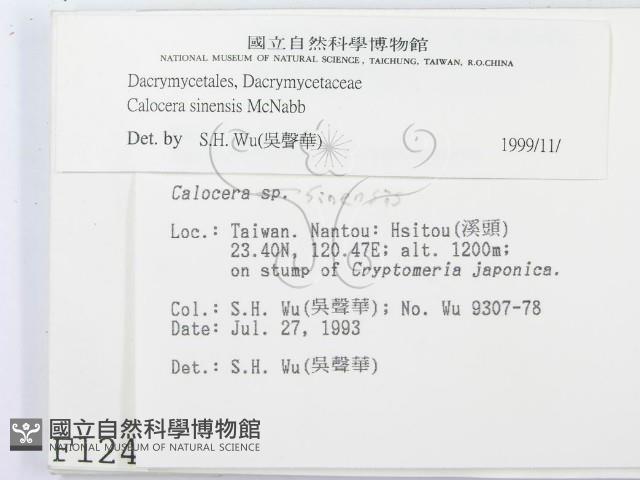 國立自然科學博物館
NATIONAL MUSEUM OF NATURAL SCIENCE, TAICHUNG, TAIWAN, R.O.CHINA
Dacrymycetales, Dacrymycetaceae
Calocera sinensis McNabb
Det. by S.H. Wu(吳聲華) 1999/11/
Calocera sp. sinensis
Loc.: Taiwan. Nantou: Hsitou(溪頭)
23.40N, 120.47E; alt. 1200m;
on stump of Cryptomeria japonica.
Col.: S.H. Wu(吳聲華); No. Wu 9307-78
Date: Jul. 27, 1993
Det.: S.H. Wu(吳聲華)
國立自然科學博物館
NATIONAL MUSEUM OF NATURAL SCIENCE
F124